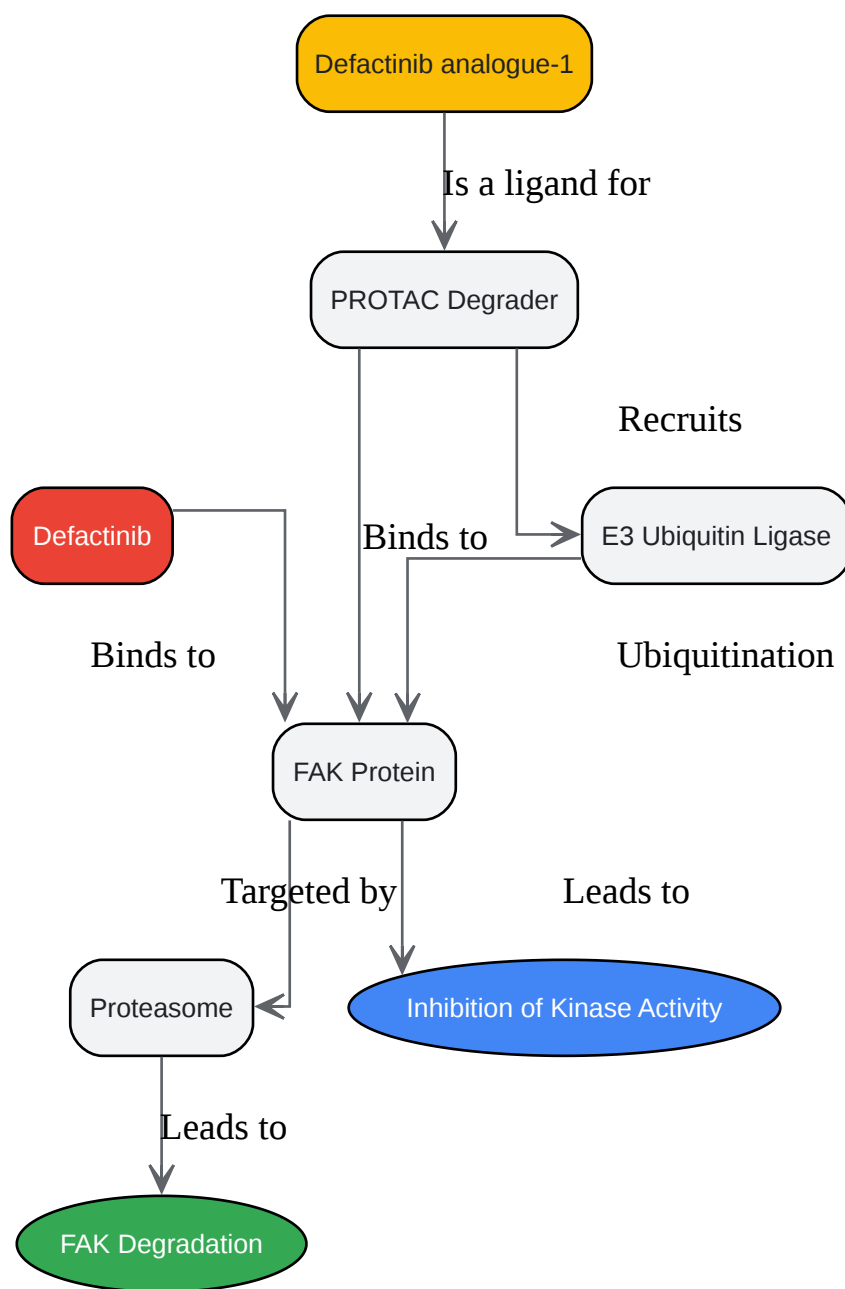 Defactinib analogue-1
Is a ligand for
PROTAC Degrader
Recruits
Defactinib
Binds to
E3 Ubiquitin Ligase
Binds to
Ubiquitination
FAK Protein
Targeted by
Leads to
Proteasome
Inhibition of Kinase Activity
Leads to
FAK Degradation